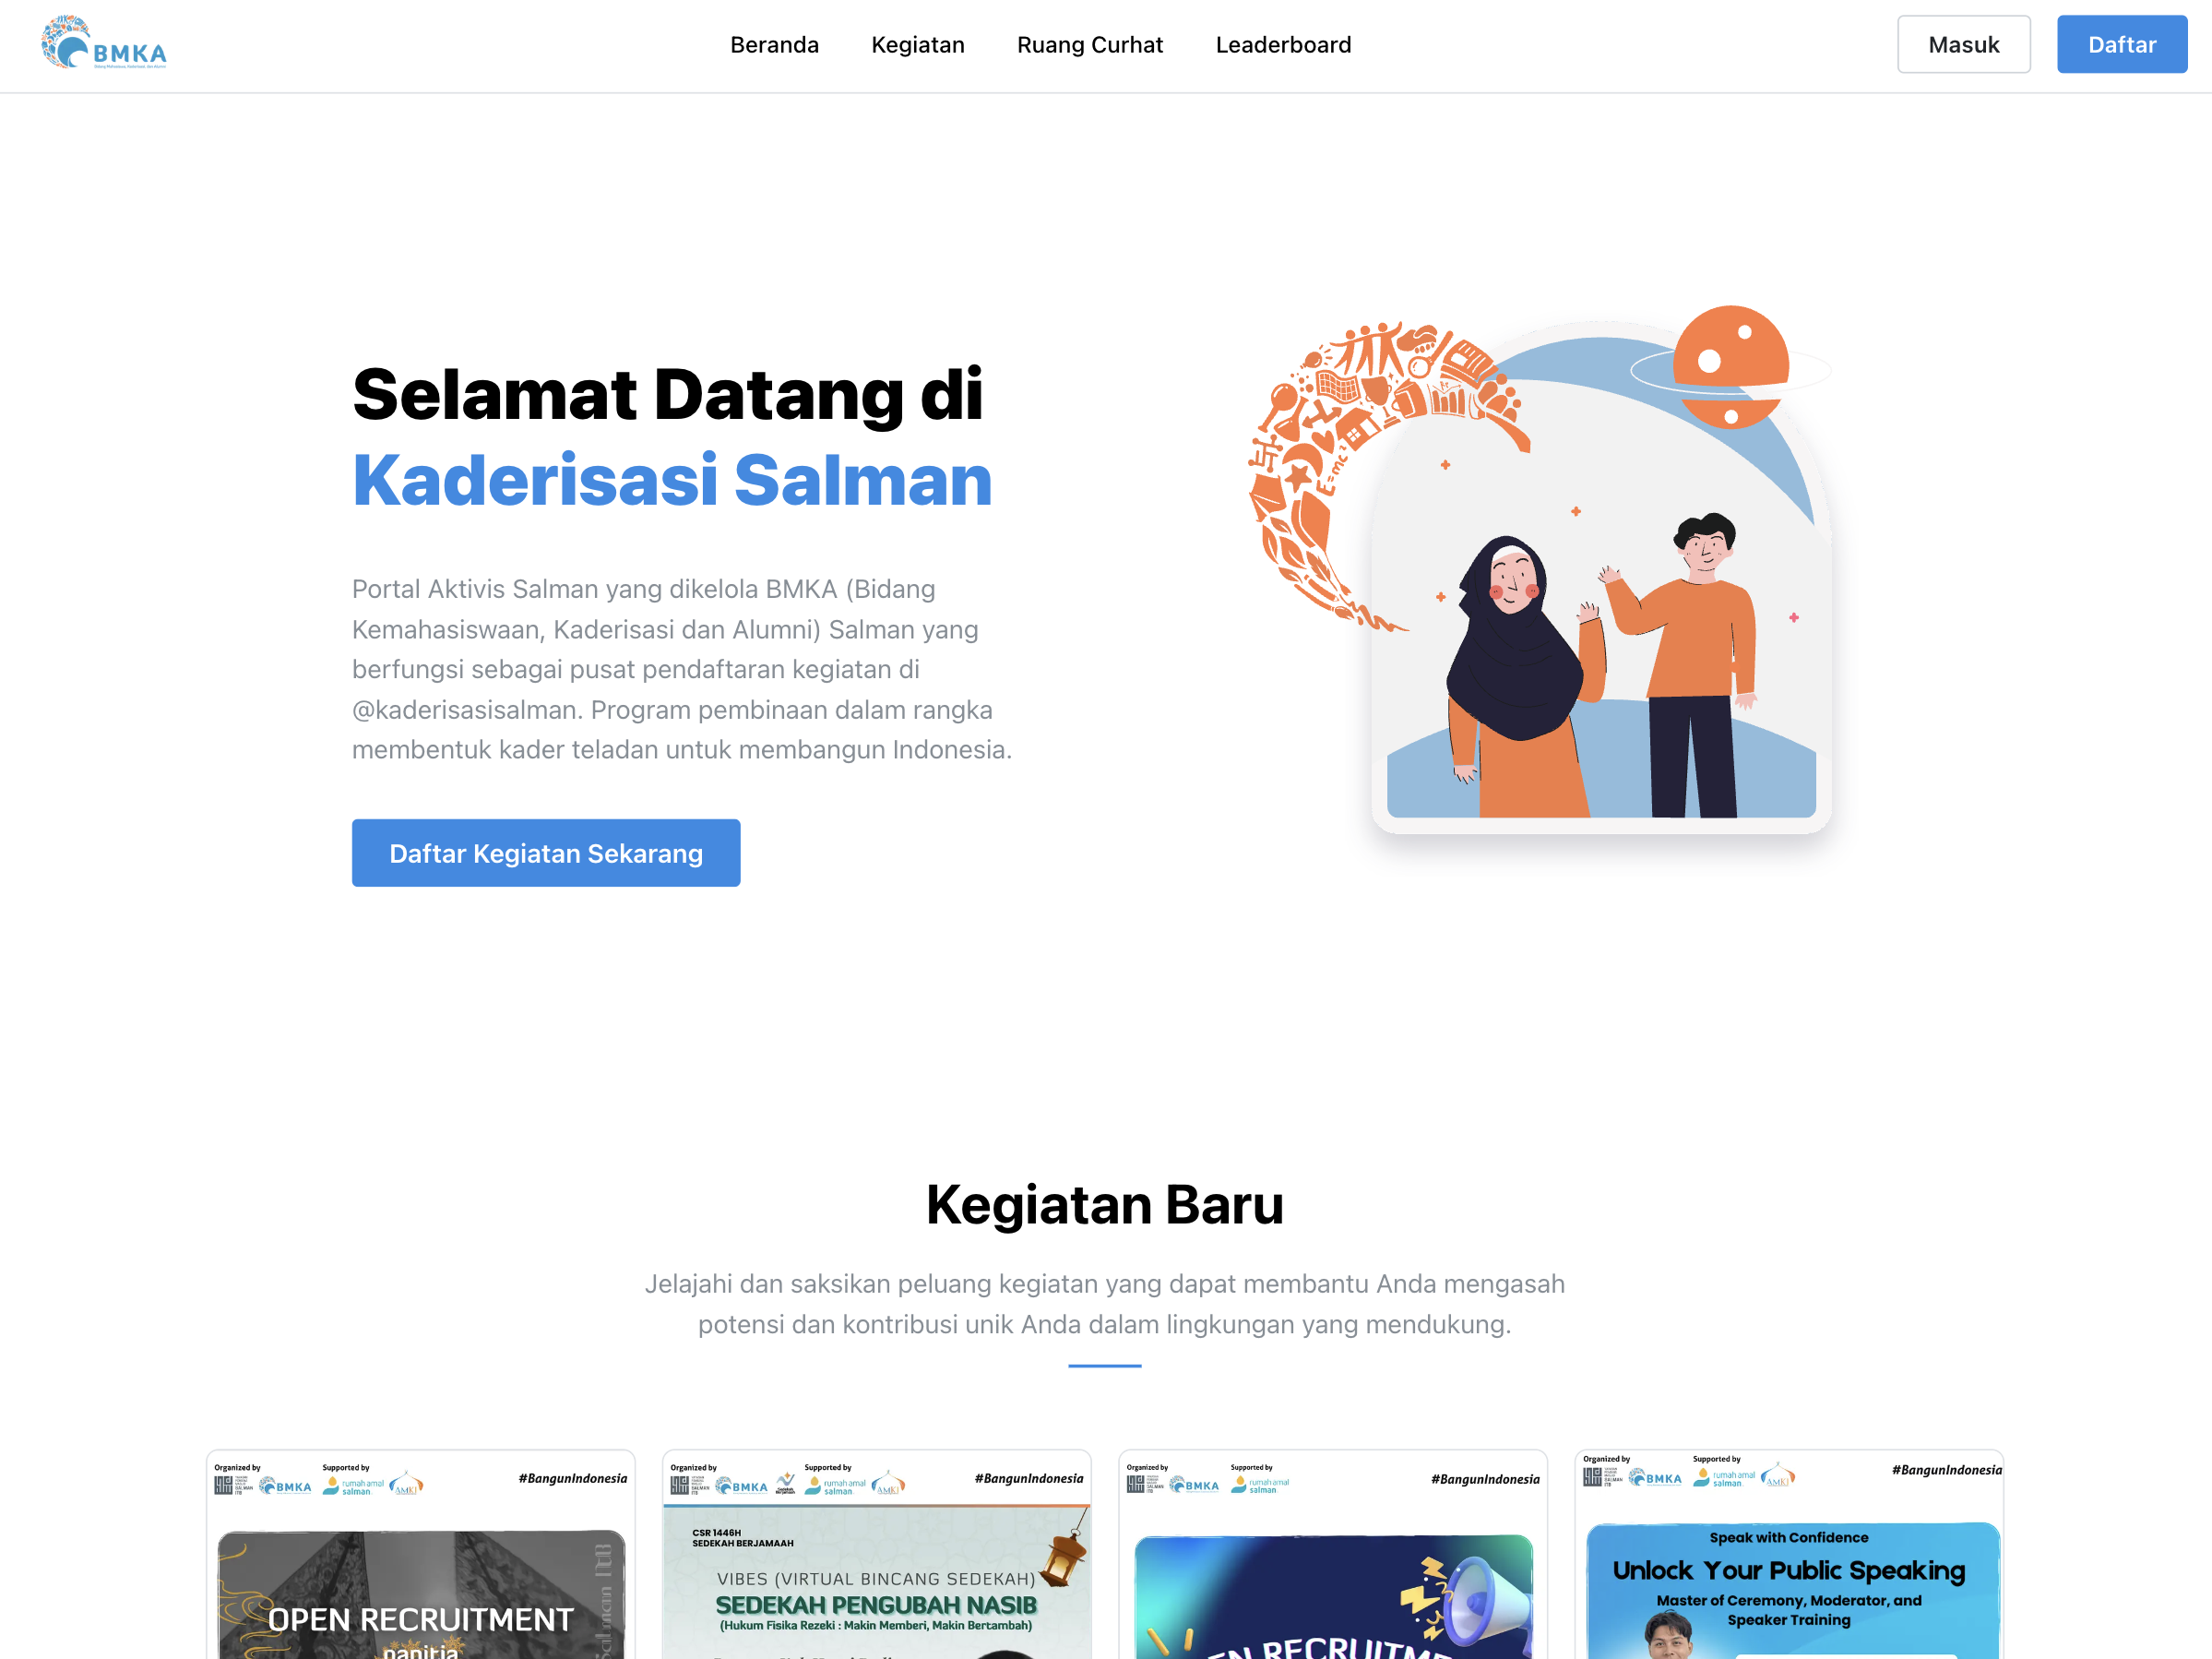 BMKA
Beranda
Kegiatan
Ruang Curhat
Leaderboard
Masuk
Daftar
Selamat Datang di
Kaderisasi Salman
Portal Aktivis Salman yang dikelola BMKA (Bidang
Kemahasiswaan, Kaderisasi dan Alumni) Salman yang
berfungsi sebagai pusat pendaftaran kegiatan di
@kaderisasisalman. Program pembinaan dalam rangka
membentuk kader teladan untuk membangun Indonesia.
Daftar Kegiatan Sekarang
E=mc²
Kegiatan Baru
Jelajahi dan saksikan peluang kegiatan yang dapat membantu Anda mengasah
potensi dan kontribusi unik Anda dalam lingkungan yang mendukung.
Organized by
Supported by
BMKA
rumah amal
salman
AMKI
#BangunIndonesia
Salman ITB
OPEN RECRUITMENT
panitia
Organized by
Supported by
BMKA
rumah amal
salman
AMKI
#BangunIndonesia
CSR 1446H
SEDEKAH BERJAMAAH
VIBES (VIRTUAL BINCANG SEDEKAH)
SEDEKAH PENGUBAH NASIB
(Hukum Fisika Rezeki : Makin Memberi, Makin Bertambah)
Organized by
Supported by
BMKA
rumah amal
salman
#BangunIndonesia
EN RECRUITME
Organized by
Supported by
BMKA
rumah amal
salman
AMKI
#BangunIndonesia
Speak with Confidence
Unlock Your Public Speaking
Master of Ceremony, Moderator, and
Speaker Training